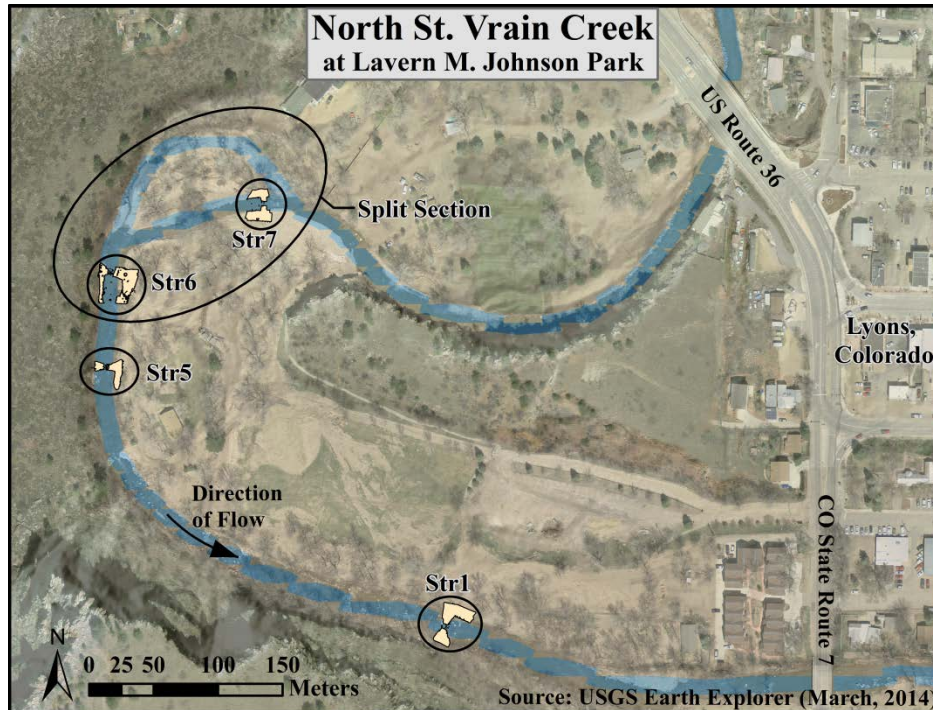 North St. Vrain Creek
at Lavern M. Johnson Park
US Route 36
Split Section
Str7
Str6
Str5
Lyons,
Colorado
Direction
of Flow
CO State Route 7
Str1
N
0 25 50 100 150
Meters
Source: USGS Earth Explorer (March, 2014)